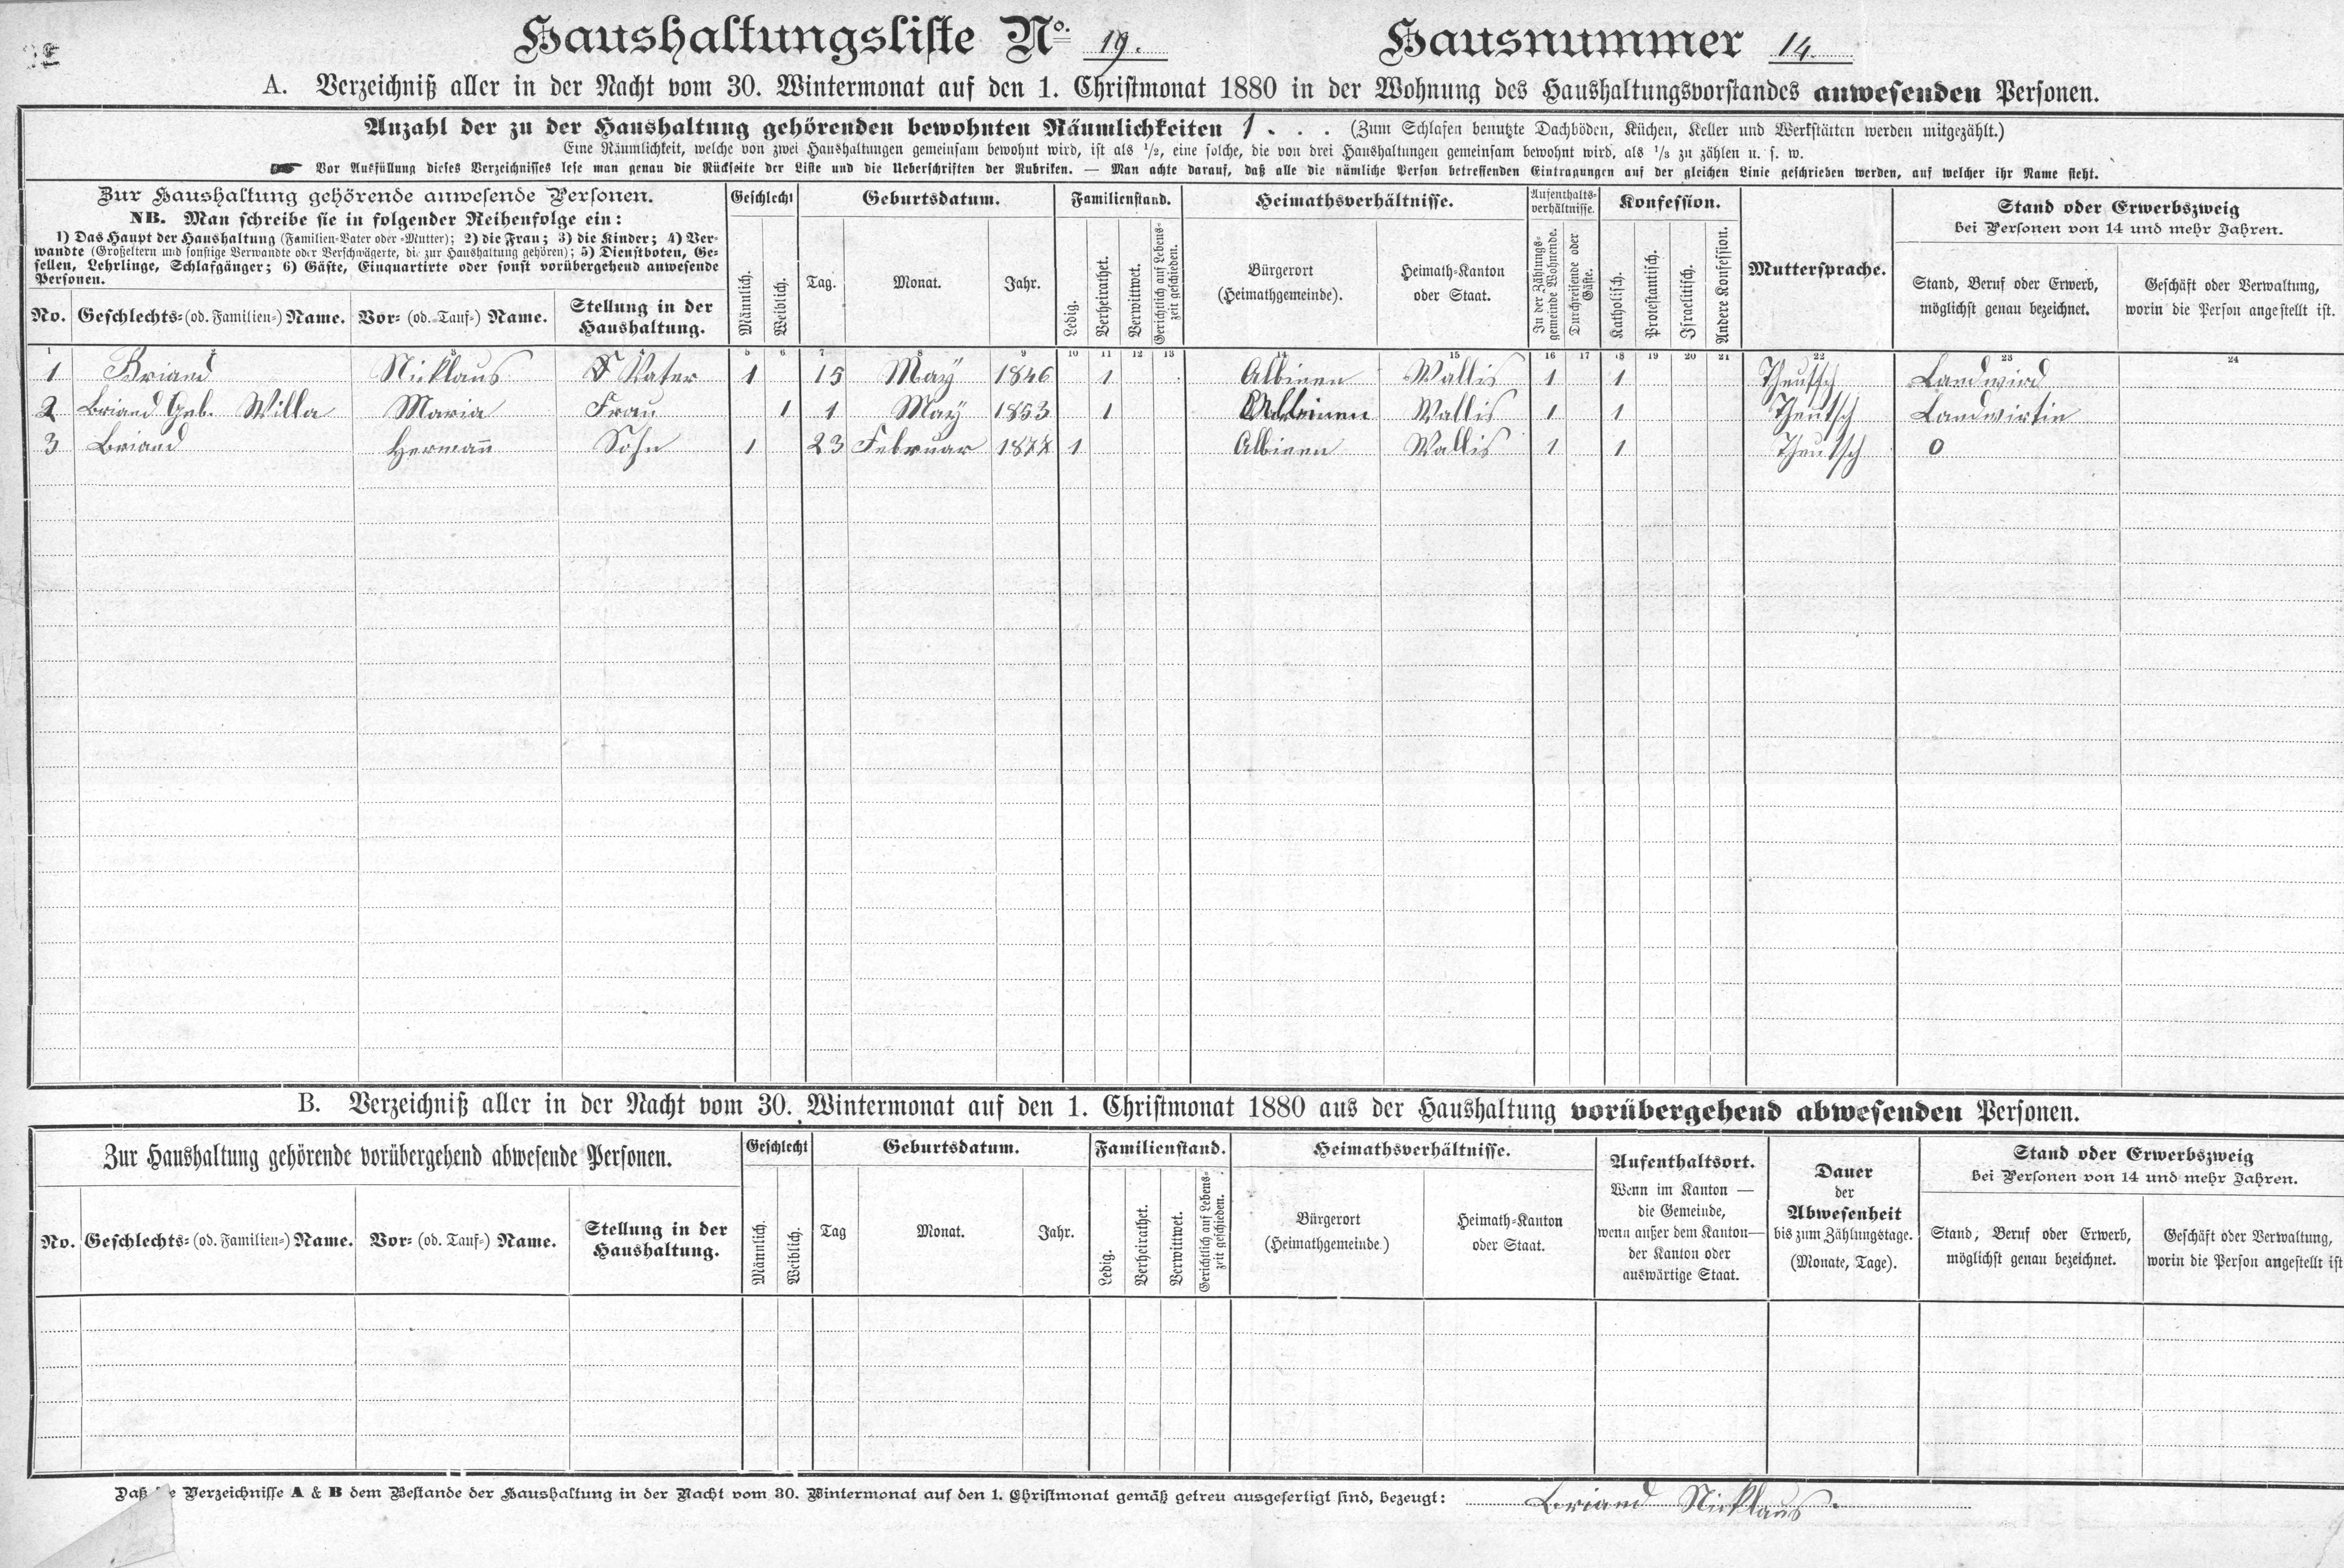 Haushaltungsliste No. 19. Hausnummer 14.
A. Verzeichniß aller in der Nacht vom 30. Wintermonat auf den 1. Christmonat 1880 in der Wohnung des Haushaltungsvorstandes anwesenden Personen.
Anzahl der zu der Haushaltung gehörenden bewohnten Räumlichkeiten 1 . . . (Zum Schlafen benutzte Dachböden, Küchen, Keller und Werkstätten werden mitgezählt.)
Eine Räumlichkeit, welche von zwei Haushaltungen gemeinsam bewohnt wird, ist als 1/2, eine solche, die von drei Haushaltungen gemeinsam bewohnt wird, als 1/3 zu zählen u. s. w.
Vor Ausfüllung dieses Verzeichnisses lese man genau die Rückseite der Liste und die Ueberschriften der Rubriken. — Man achte darauf, daß alle die nämliche Person betreffenden Eintragungen auf der gleichen Linie geschrieben werden, auf welcher ihr Name steht.
Zur Haushaltung gehörende anwesende Personen.
NB. Man schreibe sie in folgender Reihenfolge ein:
1) Das Haupt der Haushaltung (Familien-Vater oder -Mutter); 2) die Frau; 3) die Kinder; 4) Ver-
wandte (Großeltern und sonstige Verwandte oder Verschwägerte, die zur Haushaltung gehören); 5) Dienstboten, Ge-
sellen, Lehrlinge, Schlafgänger; 6) Gäste, Einquartirte oder sonst vorübergehend anwesende
Personen.
No. Geschlechts- (od. Familien-) Name. Vor- (od. Tauf-) Name. Stellung in der
Haushaltung.
Geschlecht
Männlich.
Weiblich.
Geburtsdatum.
Tag. Monat. Jahr.
Familienstand.
Ledig.
Verheirathet.
Verwittwet.
Gerichtlich auf Lebens-
zeit geschieden.
Heimathsverhältnisse.
Bürgerort
(Heimathgemeinde).
Heimath-Kanton
oder Staat.
Aufenthalts-
verhältnisse.
In der Zählungs-
gemeinde Wohnende.
Durchreisende oder
Gäste.
Konfession.
Katholisch.
Protestantisch.
Israelitisch.
Andere Konfession.
Muttersprache.
Stand oder Erwerbszweig
bei Personen von 14 und mehr Jahren.
Stand, Beruf oder Erwerb,
möglichst genau bezeichnet.
Geschäft oder Verwaltung,
worin die Person angestellt ist.
1 2 3 5 6 7 8 9 10 11 12 13 14 15 16 17 18 19 20 21 22 23 24
1 Briand Nicklaus Vater 1 15 May 1846 1 Albinen Wallis 1 1 Theutsch Landwird
2 Briand Geb. Willa Maria Frau 1 1 May 1853 1 Albinen Wallis 1 1 Theutsch Landwirtin
3 Briand Hermañ Sohn 1 23 Februar 1877 1 Albinen Wallis 1 1 Theutsch 0
B. Verzeichniß aller in der Nacht vom 30. Wintermonat auf den 1. Christmonat 1880 aus der Haushaltung vorübergehend abwesenden Personen.
Zur Haushaltung gehörende vorübergehend abwesende Personen.
No. Geschlechts- (od. Familien-) Name. Vor- (od. Tauf-) Name. Stellung in der
Haushaltung.
Geschlecht
Männlich.
Weiblich.
Geburtsdatum.
Tag Monat. Jahr.
Familienstand.
Ledig.
Verheirathet.
Verwittwet.
Gerichtlich auf Lebens-
zeit geschieden.
Heimathsverhältnisse.
Bürgerort
(Heimathgemeinde)
Heimath-Kanton
oder Staat.
Aufenthaltsort.
Wenn im Kanton —
die Gemeinde,
wenn außer dem Kanton—
der Kanton oder
auswärtige Staat.
Dauer
der
Abwesenheit
bis zum Zählungstage.
(Monate, Tage).
Stand oder Erwerbszweig
bei Personen von 14 und mehr Jahren.
Stand, Beruf oder Erwerb,
möglichst genau bezeichnet.
Geschäft oder Verwaltung,
worin die Person angestellt ist
Daß Verzeichnisse A & B dem Bestande der Haushaltung in der Nacht vom 30. Wintermonat auf den 1. Christmonat gemäß getreu ausgefertigt sind, bezeugt: Briand Nicklaus.